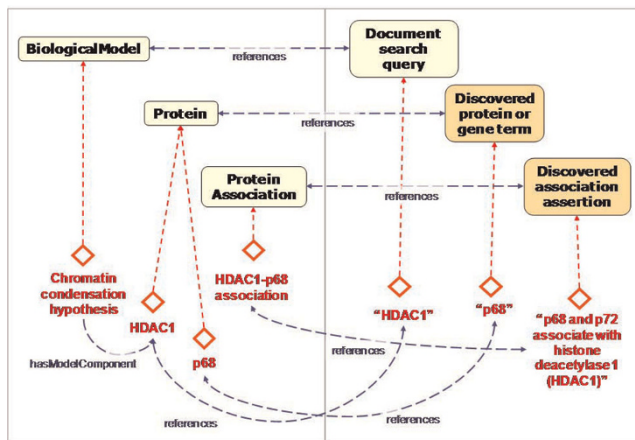 BiologicalModel
references
Document
search
query
Protein
references
Discovered
protein or
gene term
Protein
Association
references
Discovered
association
assertion
Chromatin
condensation
hypothesis
HDAC1
HDAC1-p68
association
p68
hasModelComponent
"HDAC1"
"p68"
"p68 and p72
associate with
histone
deacetylase1
(HDAC1)"
references
references
references